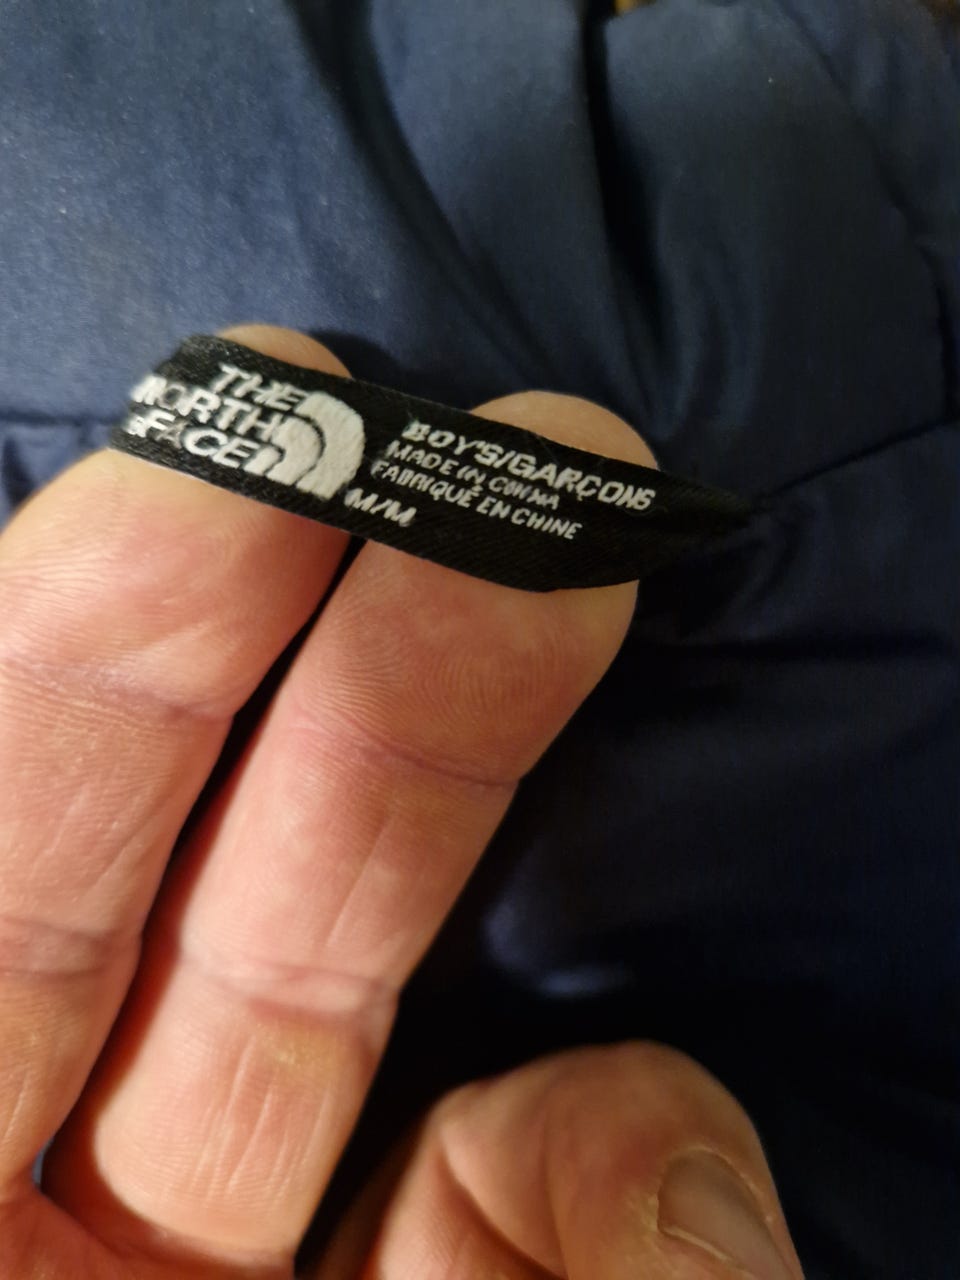 THE
NORTH
FACE
BOY'S/GARÇONS
MADE IN CHINA
FABRIQUÉ EN CHINE
M/M